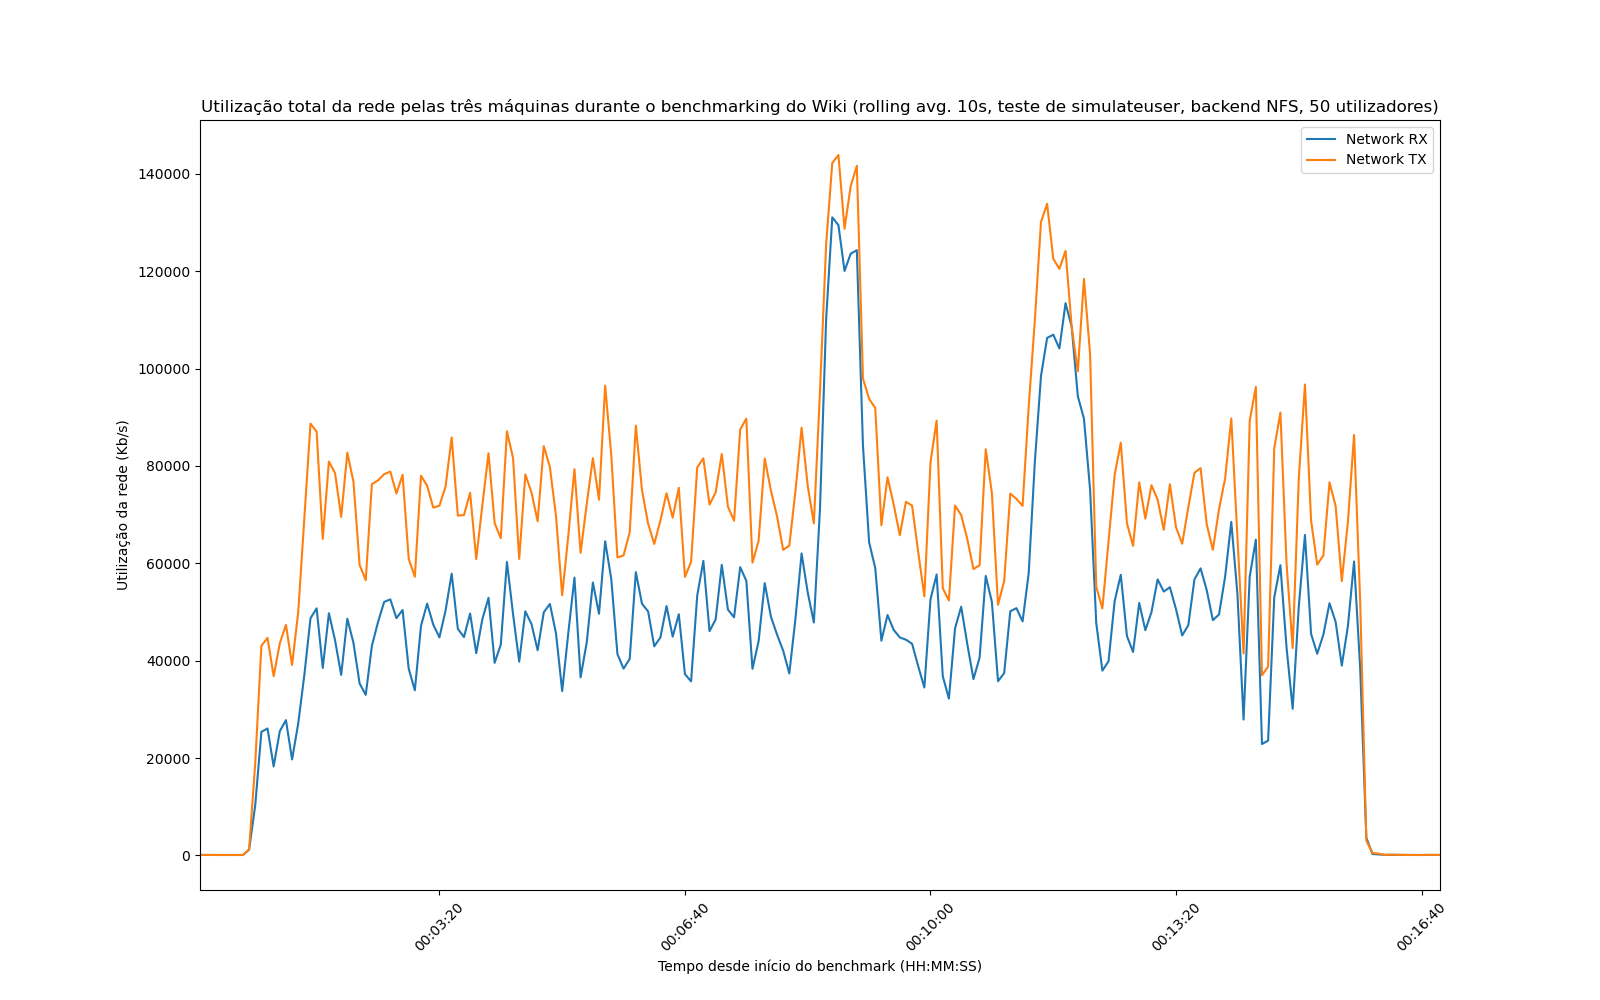 Utilização total da rede pelas três máquinas durante o benchmarking do Wiki (rolling avg. 10s, teste de simulateuser, backend NFS, 50 utilizadores)
Network RX
Network TX
Utilização da rede (Kb/s)
140000
120000
100000
80000
60000
40000
20000
0
00:03:20
00:06:40
00:10:00
00:13:20
00:16:40
Tempo desde início do benchmark (HH:MM:SS)